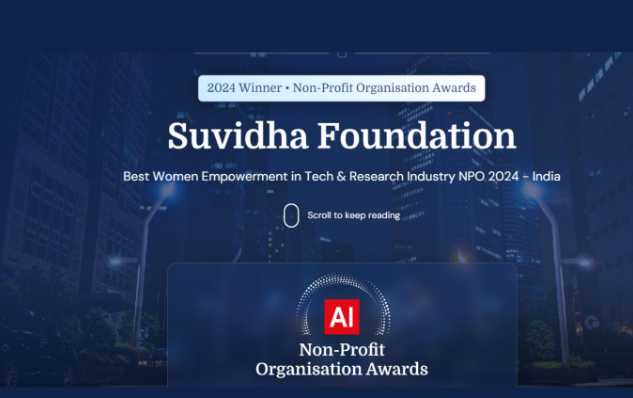 2024 Winner • Non-Profit Organisation Awards
Suvidha Foundation
Best Women Empowerment in Tech & Research Industry NPO 2024 - India
Scroll to keep reading
AI
Non-Profit
Organisation Awards